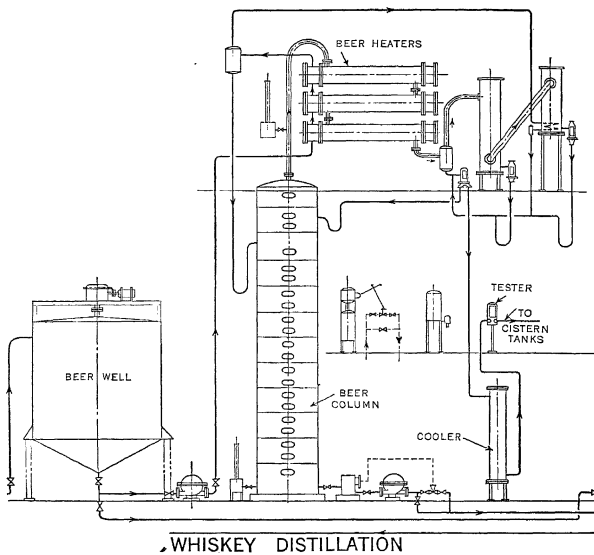 BEER HEATERS
TESTER
TO
CISTERN
TANKS
BEER WELL
BEER
COLUMN
COOLER
WHISKEY DISTILLATION